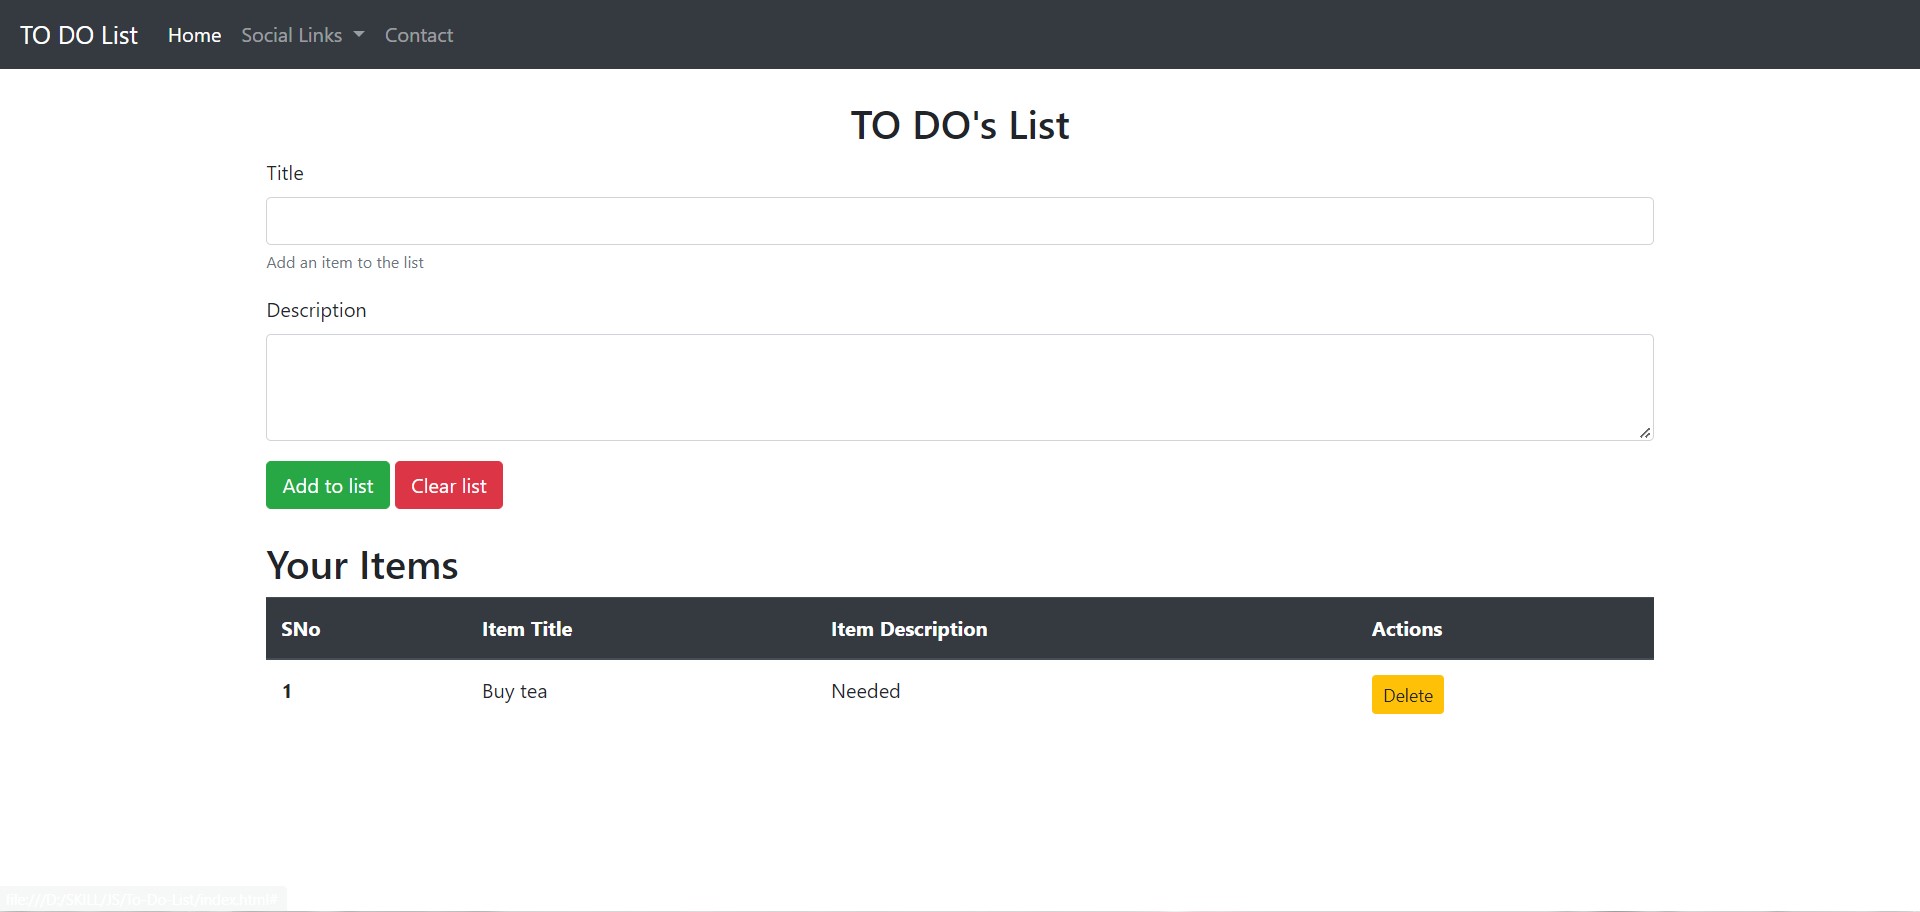 TO DO List Home Social Links Contact
TO DO's List
Title
Add an item to the list
Description
Add to list Clear list
Your Items
SNo Item Title Item Description Actions
1 Buy tea Needed Delete
file:///D:/SKILL/JS/To-Do List/index.html#